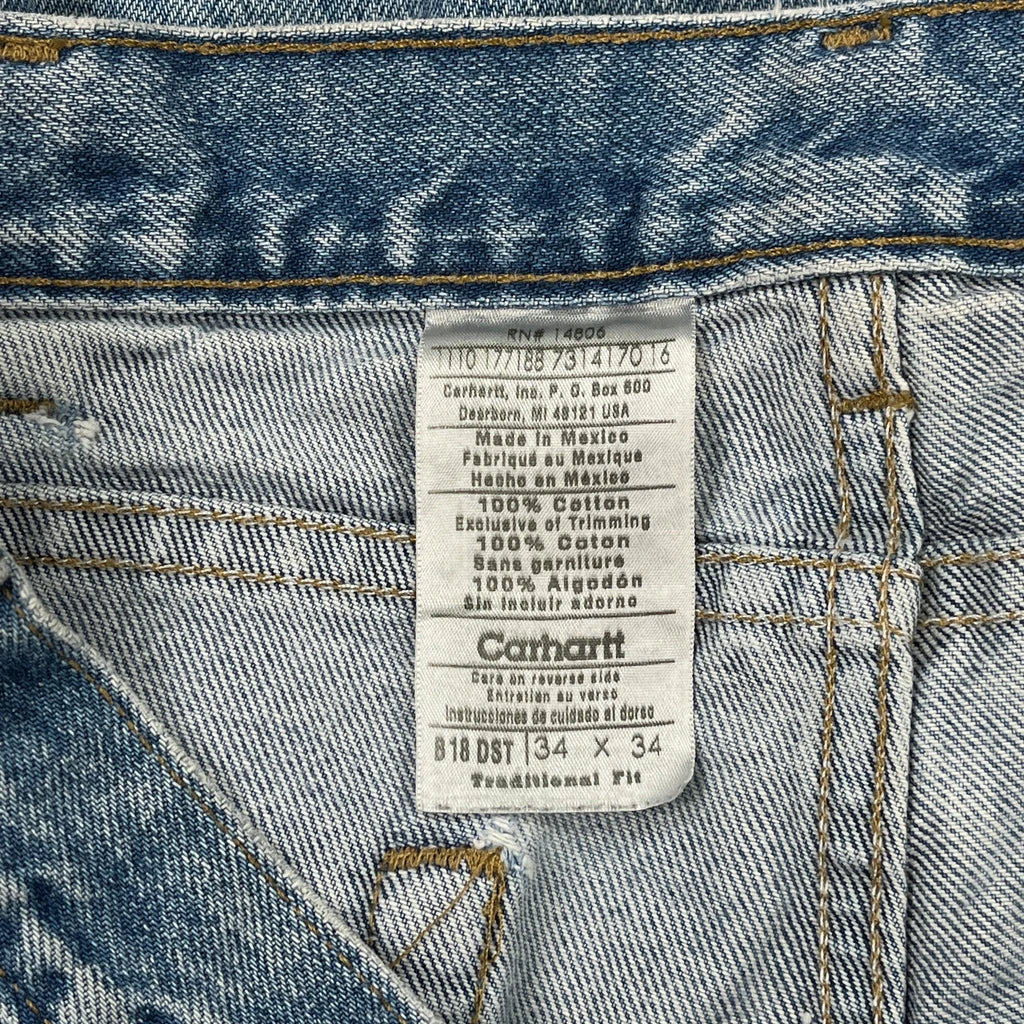 RN# 14806
110 177188 7314170 16
Carhartt, Inc. P. O. Box 600
Dearborn, MI 48121 USA
Made in Mexico
Fabriqué au Mexique
Hecho en México
100% Cotton
Exclusive of Trimming
100% Coton
Sans garniture
100% Algodón
Sin incluir adorno
Carhartt
Care on reverse side
Entretien au verso
Instrucciones de cuidado al dorso
B18 DST 34 X 34
Traditional Fit